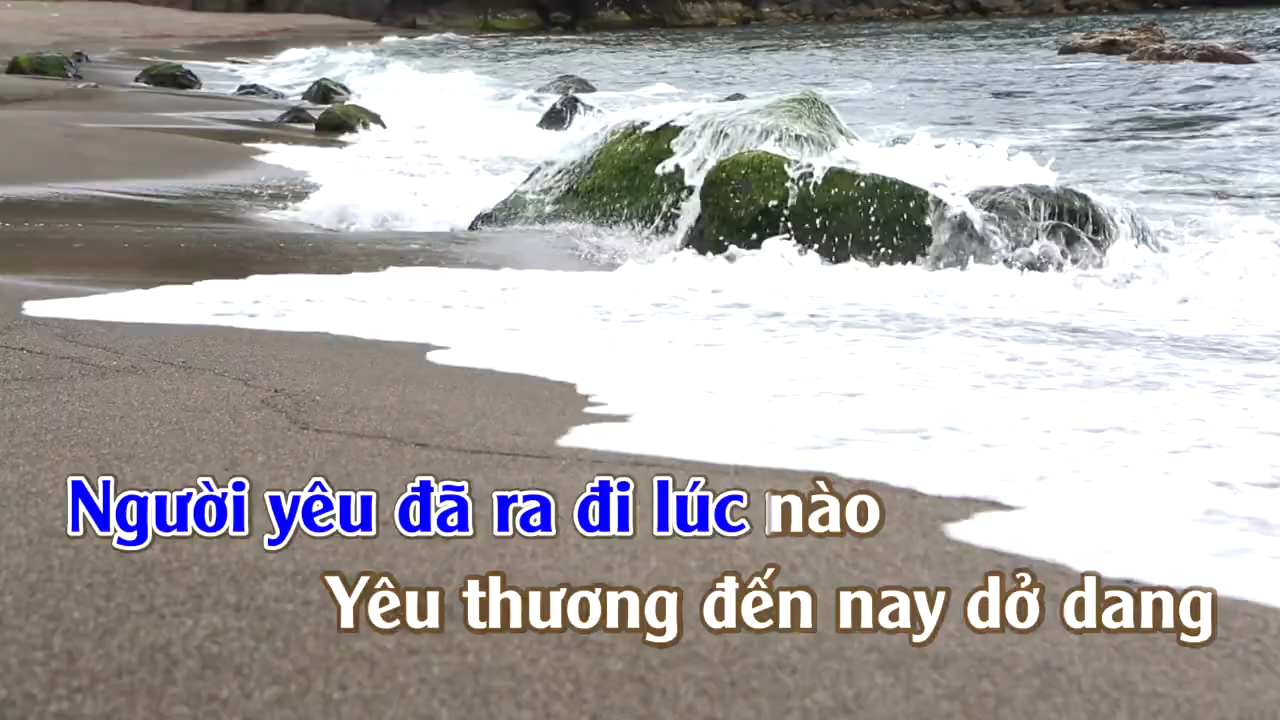 Người yêu đã ra đi lúc nào
Yêu thương đến nay dở dang